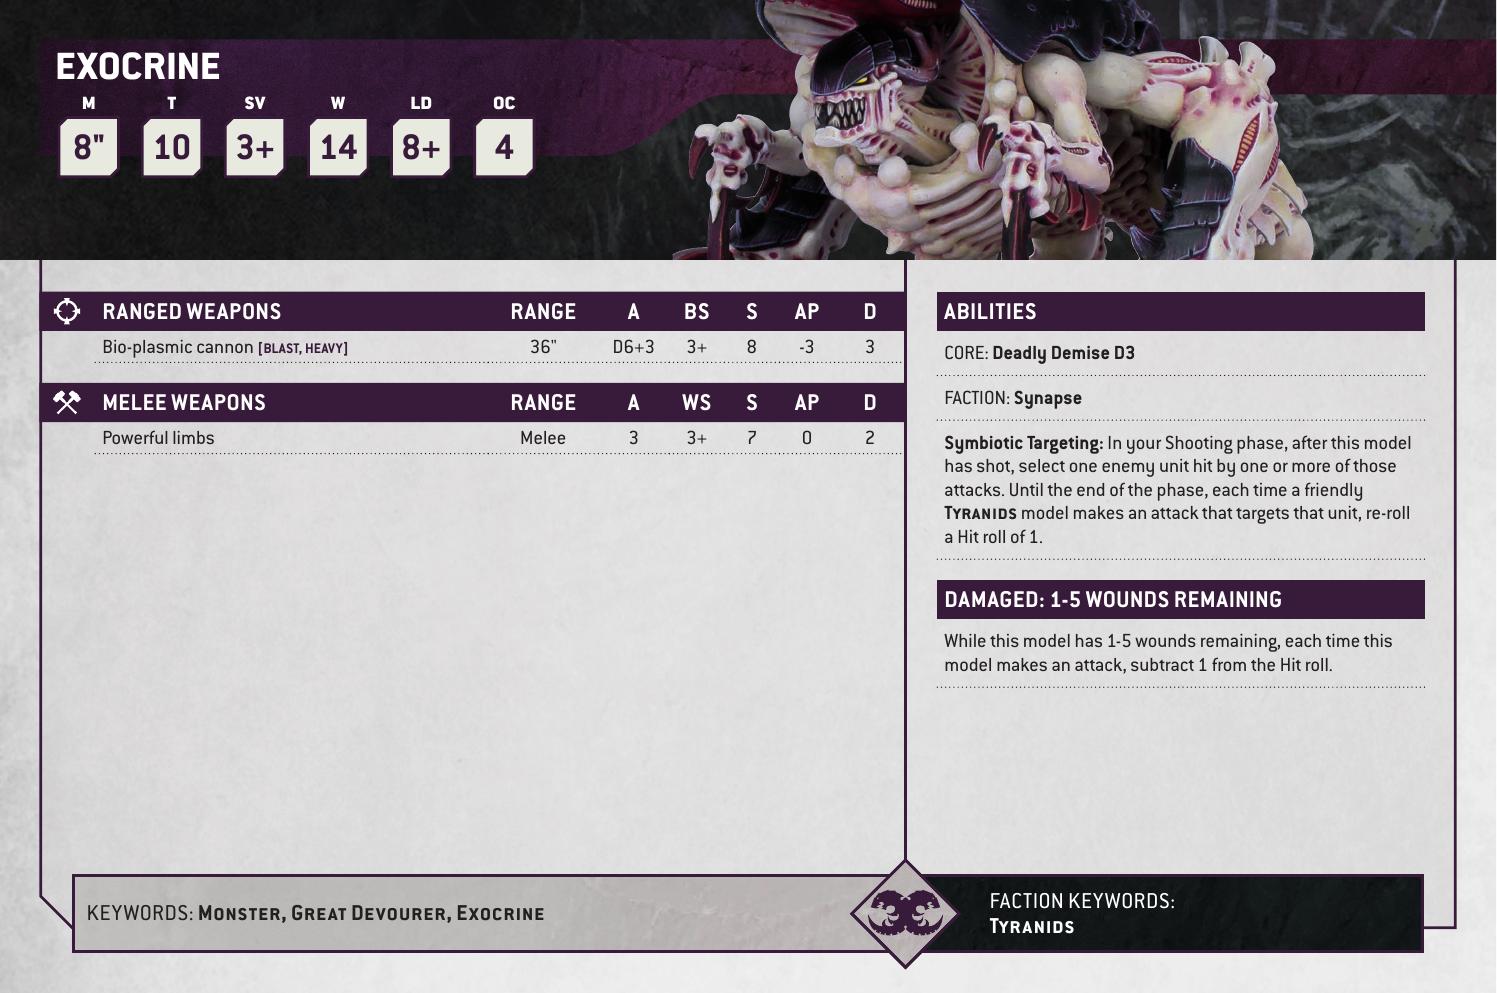 EXOCRINE
M T SV W LD OC
8" 10 3+ 14 8+ 4
RANGED WEAPONS RANGE A BS S AP D
Bio-plasmic cannon [BLAST, HEAVY] 36" D6+3 3+ 8 -3 3
MELEE WEAPONS RANGE A WS S AP D
Powerful limbs Melee 3 3+ 7 0 2
ABILITIES
CORE: Deadly Demise D3
FACTION: Synapse
Symbiotic Targeting: In your Shooting phase, after this model
has shot, select one enemy unit hit by one or more of those
attacks. Until the end of the phase, each time a friendly
TYRANIDS model makes an attack that targets that unit, re-roll
a Hit roll of 1.
DAMAGED: 1-5 WOUNDS REMAINING
While this model has 1-5 wounds remaining, each time this
model makes an attack, subtract 1 from the Hit roll.
KEYWORDS: MONSTER, GREAT DEVOURER, EXOCRINE
FACTION KEYWORDS:
TYRANIDS